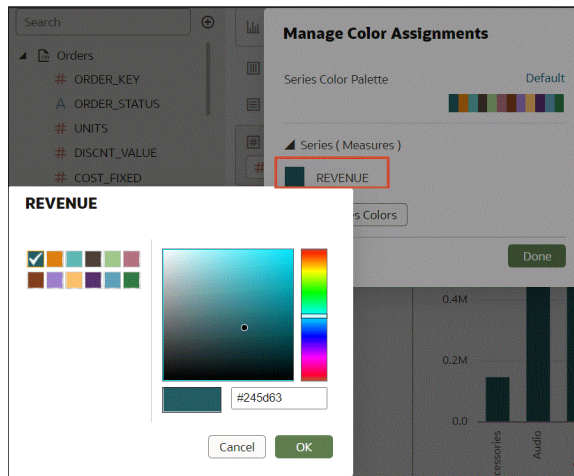 Search
Orders
# ORDER_KEY
A ORDER_STATUS
# UNITS
# DISCNT_VALUE
# COST_FIXED
#
Manage Color Assignments
Series Color Palette Default
Series ( Measures )
REVENUE
s Colors
Done
REVENUE
#245d63
Cancel OK
0.4M
0.2M
0.0
cessories
Audio